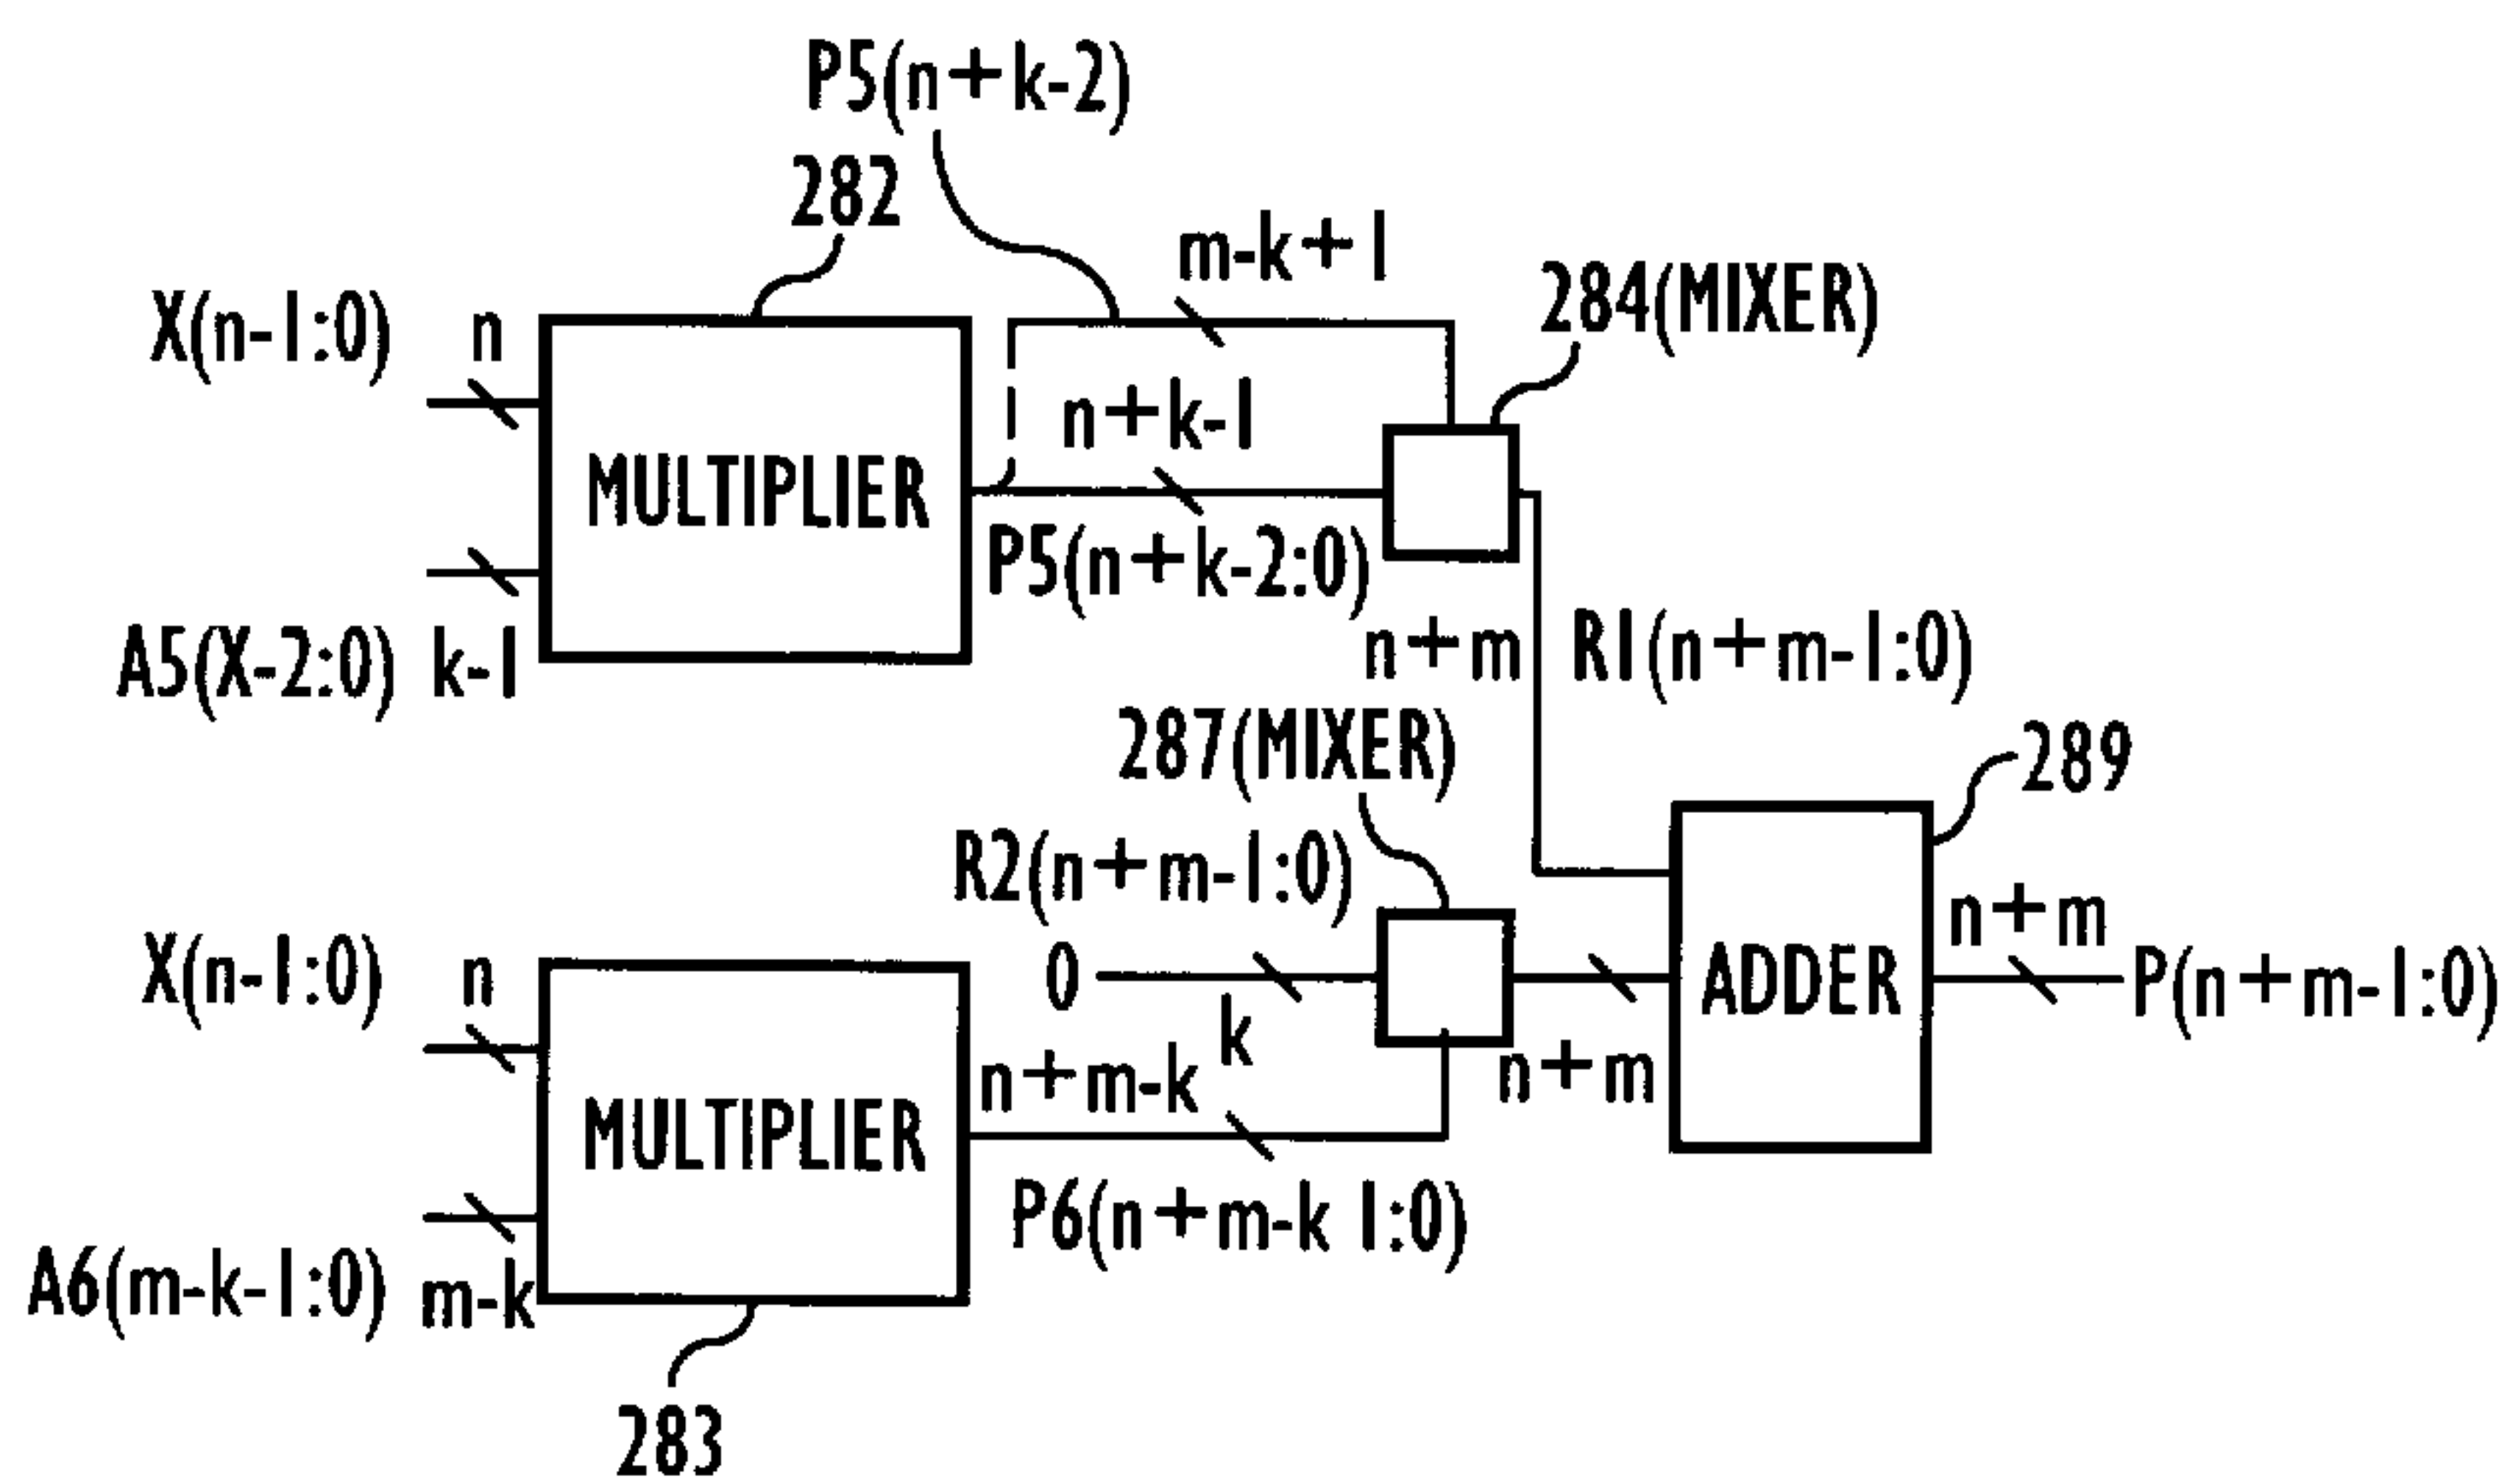 P5(n+k-2)
282
m-k+1
284(MIXER)
X(n-1:0) n
n+k-1
MULTIPLIER
P5(n+k-2:0)
A5(X-2:0) k-1
n+m R1(n+m-1:0)
287(MIXER)
289
R2(n+m-1:0)
n+m
X(n-1:0) n
0
ADDER
P(n+m-1:0)
k
n+m-k
n+m
MULTIPLIER
P6(n+m-k 1:0)
A6(m-k-1:0) m-k
283